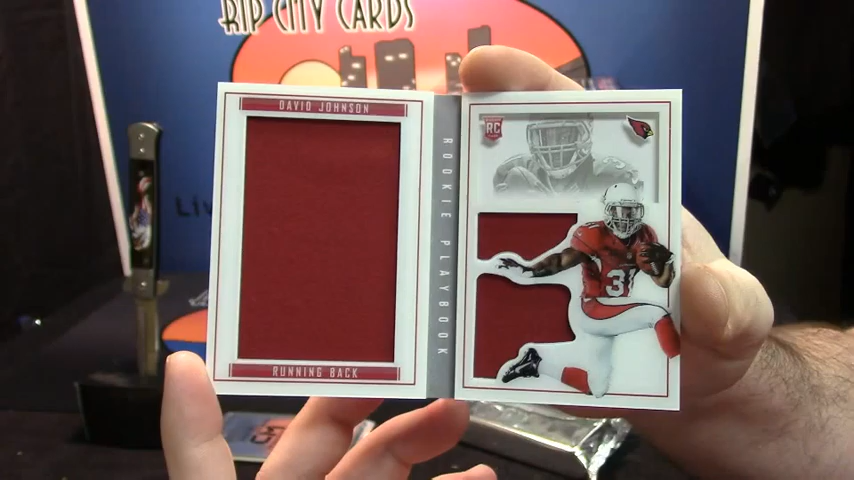 RIP CITY CARDS
DAVID JOHNSON
RUNNING BACK
ROOKIE PLAYBOOK
RC
31